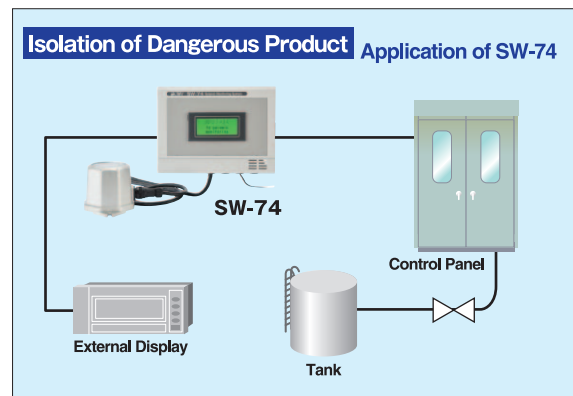 Isolation of Dangerous Product
Application of SW-74
SW-74
Control Panel
External Display
Tank